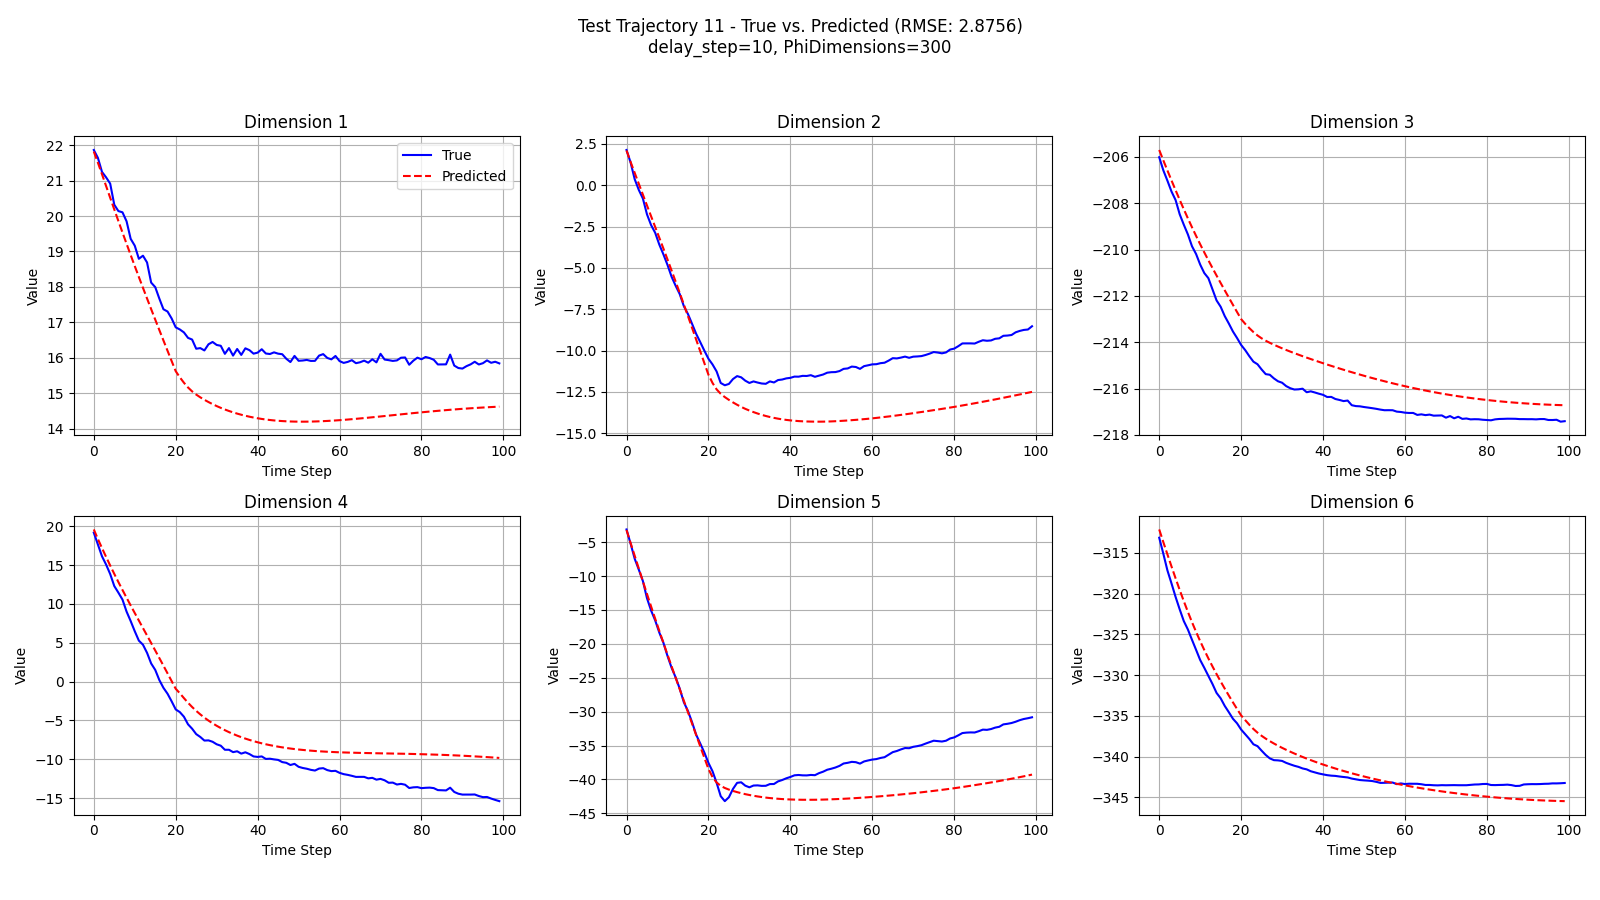 Test Trajectory 11 - True vs. Predicted (RMSE: 2.8756)
delay_step=10, PhiDimensions=300
Dimension 1
True
Predicted
22
21
20
19
18
17
16
15
14
Value
0 20 40 60 80 100
Time Step
Dimension 2
2.5
0.0
−2.5
−5.0
−7.5
−10.0
−12.5
−15.0
Value
0 20 40 60 80 100
Time Step
Dimension 3
−206
−208
−210
−212
−214
−216
−218
Value
0 20 40 60 80 100
Time Step
Dimension 4
20
15
10
5
0
−5
−10
−15
Value
0 20 40 60 80 100
Time Step
Dimension 5
−5
−10
−15
−20
−25
−30
−35
−40
−45
Value
0 20 40 60 80 100
Time Step
Dimension 6
−315
−320
−325
−330
−335
−340
−345
Value
0 20 40 60 80 100
Time Step